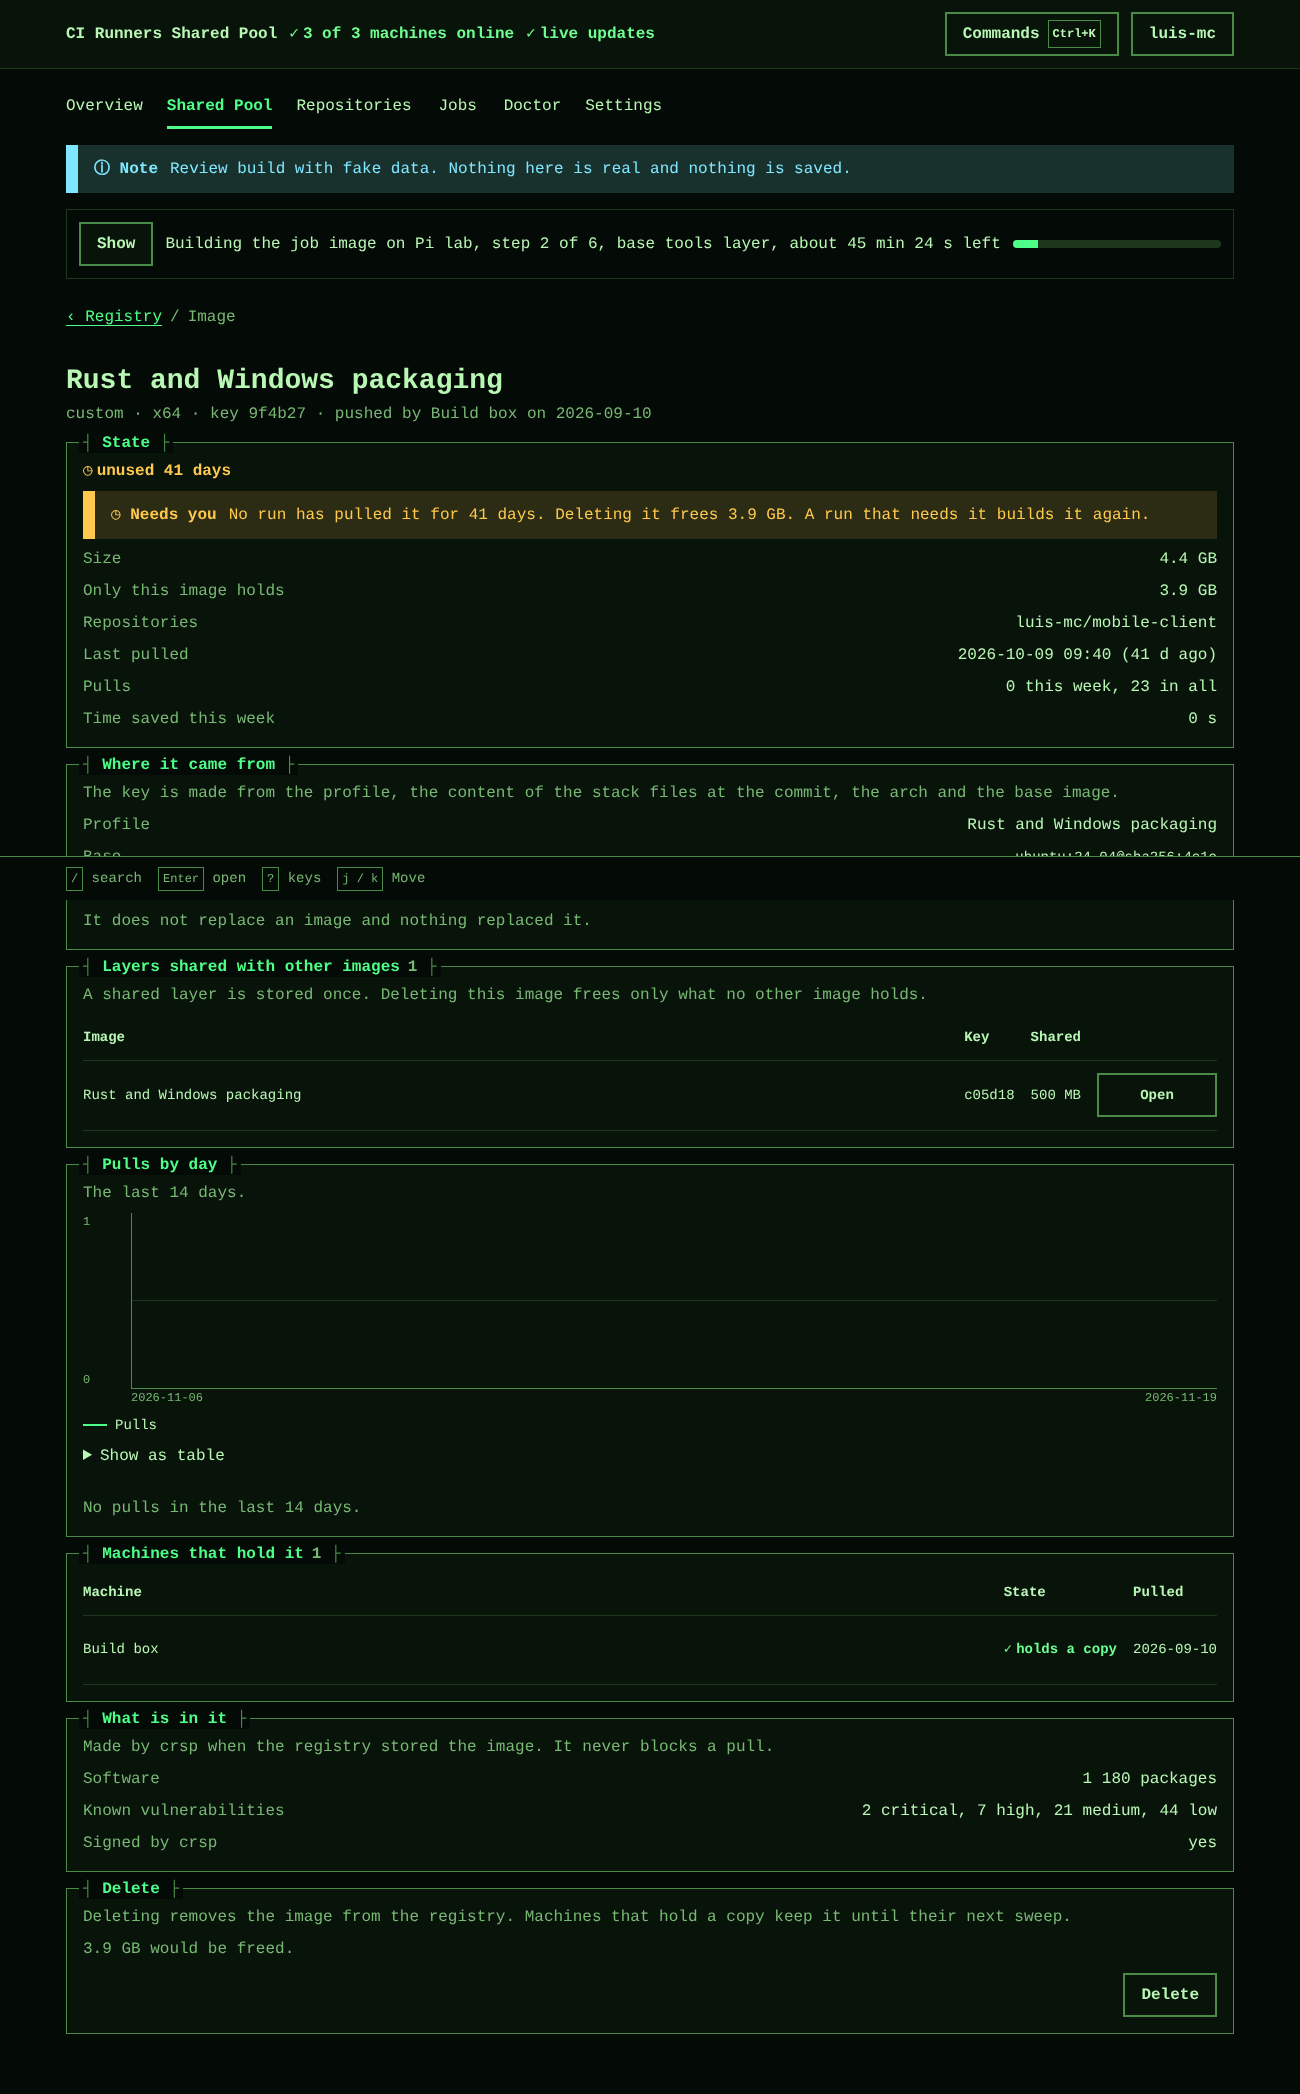 CI Runners Shared Pool ✓ 3 of 3 machines online ✓ live updates
Commands Ctrl+K
luis-mc
Overview Shared Pool Repositories Jobs Doctor Settings
ⓘ Note Review build with fake data. Nothing here is real and nothing is saved.
Show Building the job image on Pi lab, step 2 of 6, base tools layer, about 45 min 24 s left
‹ Registry / Image
Rust and Windows packaging
custom · x64 · key 9f4b27 · pushed by Build box on 2026-09-10
State
◷ unused 41 days
◷ Needs you No run has pulled it for 41 days. Deleting it frees 3.9 GB. A run that needs it builds it again.
Size 4.4 GB
Only this image holds 3.9 GB
Repositories luis-mc/mobile-client
Last pulled 2026-10-09 09:40 (41 d ago)
Pulls 0 this week, 23 in all
Time saved this week 0 s
Where it came from
The key is made from the profile, the content of the stack files at the commit, the arch and the base image.
Profile Rust and Windows packaging
/ search Enter open ? keys j / k Move
It does not replace an image and nothing replaced it.
Layers shared with other images 1
A shared layer is stored once. Deleting this image frees only what no other image holds.
Image Key Shared
Rust and Windows packaging c05d18 500 MB Open
Pulls by day
The last 14 days.
1
0
2026-11-06 2026-11-19
Pulls
▶ Show as table
No pulls in the last 14 days.
Machines that hold it 1
Machine State Pulled
Build box ✓ holds a copy 2026-09-10
What is in it
Made by crsp when the registry stored the image. It never blocks a pull.
Software 1 180 packages
Known vulnerabilities 2 critical, 7 high, 21 medium, 44 low
Signed by crsp yes
Delete
Deleting removes the image from the registry. Machines that hold a copy keep it until their next sweep.
3.9 GB would be freed.
Delete